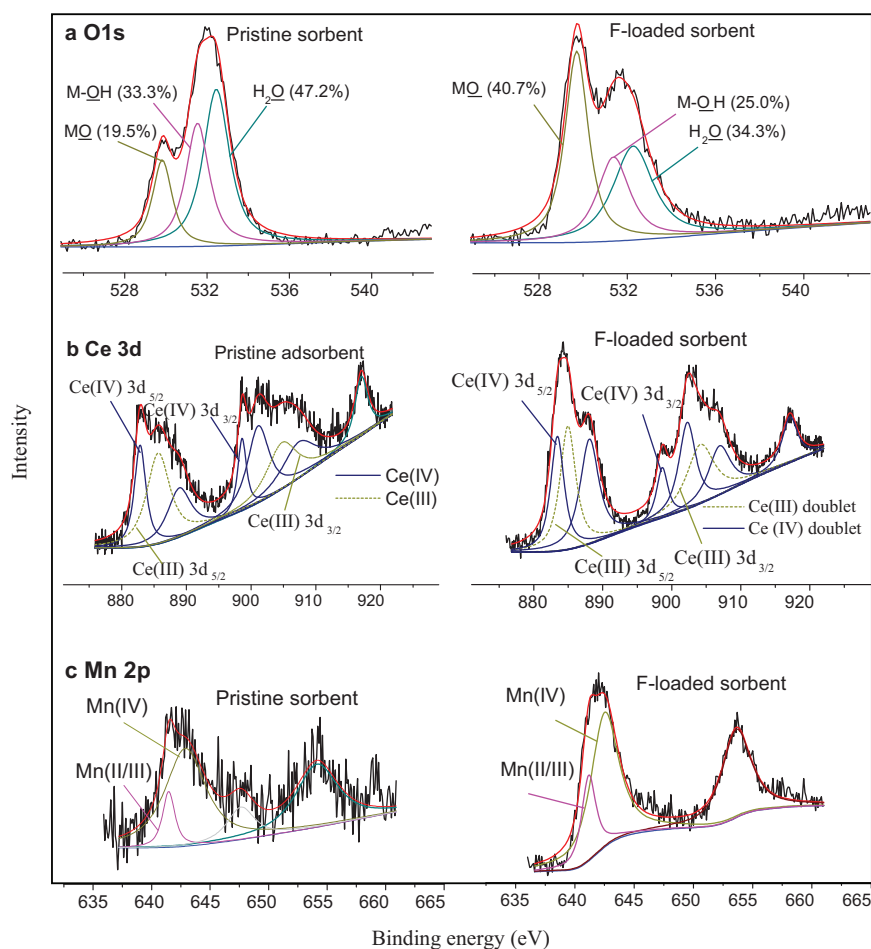 a O1s
Pristine sorbent
M-OH (33.3%)
MO (19.5%)
H2O (47.2%)
528 532 536 540
F-loaded sorbent
MO (40.7%)
M-OH (25.0%)
H2O (34.3%)
528 532 536 540
b Ce 3d
Pristine adsorbent
Ce(IV) 3d5/2
Ce(IV) 3d3/2
Ce(IV)
Ce(III)
Ce(III) 3d3/2
Ce(III) 3d5/2
880 890 900 910 920
F-loaded sorbent
Ce(IV) 3d5/2
Ce(IV) 3d3/2
Ce(III) doublet
Ce (IV) doublet
Ce(III) 3d3/2
Ce(III) 3d5/2
880 890 900 910 920
c Mn 2p
Pristine sorbent
Mn(IV)
Mn(II/III)
635 640 645 650 655 660 665
F-loaded sorbent
Mn(IV)
Mn(II/III)
635 640 645 650 655 660 665
Intensity
Binding energy (eV)